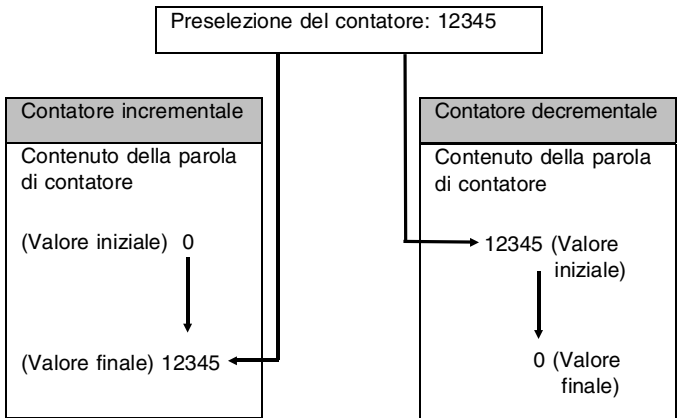 Preselezione del contatore: 12345
Contatore incrementale
Contenuto della parola
di contatore
(Valore iniziale) 0
(Valore finale) 12345
Contatore decrementale
Contenuto della parola
di contatore
12345 (Valore
iniziale)
0 (Valore
finale)